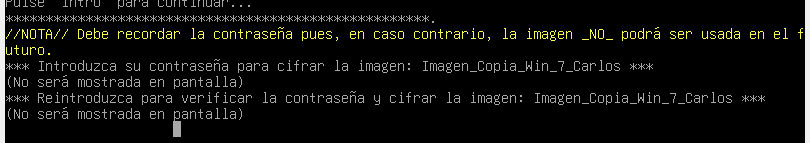 Pulse "Intro" para continuar...
*****************************************************.
//NOTA// Debe recordar la contraseña pues, en caso contrario, la imagen _NO_ podrá ser usada en el f
uturo.
*** Introduzca su contraseña para cifrar la imagen: Imagen_Copia_Win_7_Carlos ***
(No será mostrada en pantalla)
*** Reintroduzca para verificar la contraseña y cifrar la imagen: Imagen_Copia_Win_7_Carlos ***
(No será mostrada en pantalla)